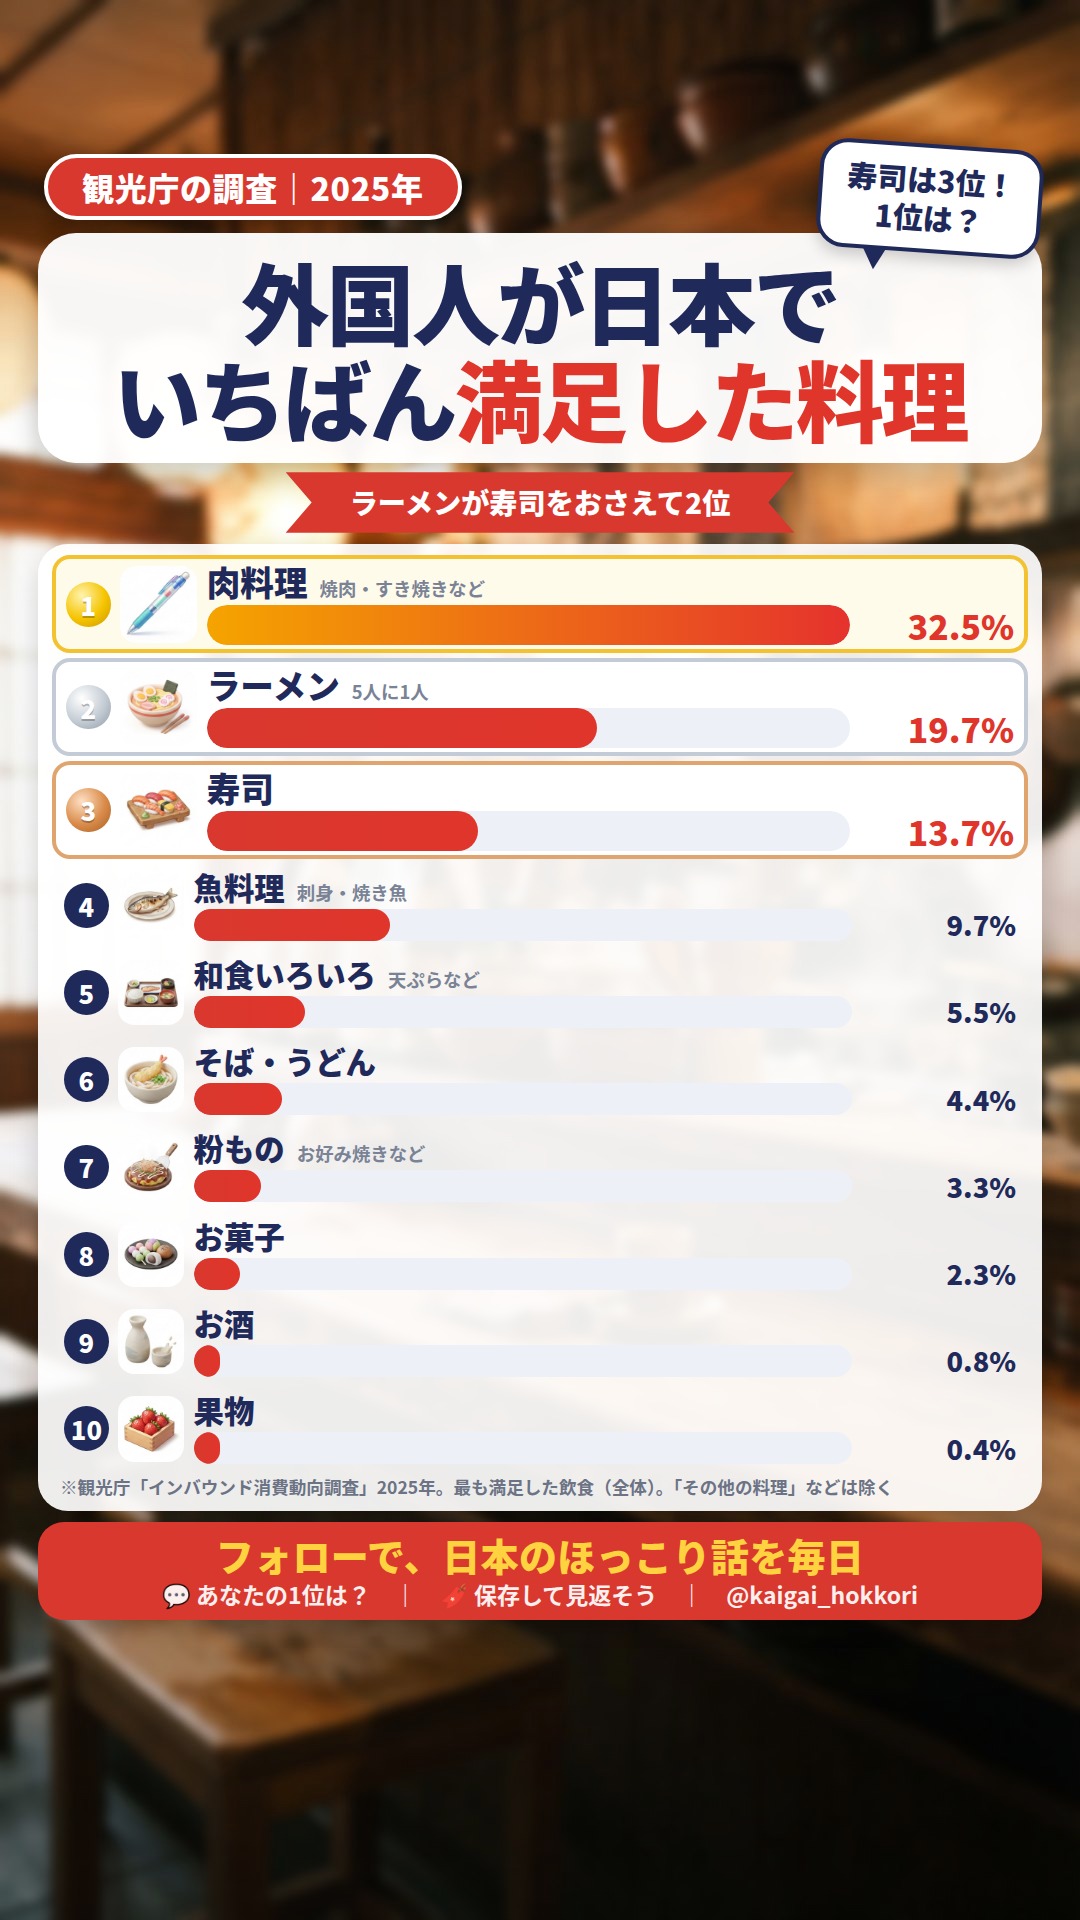 観光庁の調査｜2025年
寿司は3位！
1位は？
外国人が日本で
いちばん満足した料理
ラーメンが寿司をおさえて2位
1 肉料理 焼肉・すき焼きなど
32.5%
2 ラーメン 5人に1人
19.7%
3 寿司
13.7%
4 魚料理 刺身・焼き魚
9.7%
5 和食いろいろ 天ぷらなど
5.5%
6 そば・うどん
4.4%
7 粉もの お好み焼きなど
3.3%
8 お菓子
2.3%
9 お酒
0.8%
10 果物
0.4%
※観光庁「インバウンド消費動向調査」2025年。最も満足した飲食（全体）。「その他の料理」などは除く
フォローで、日本のほっこり話を毎日
💬 あなたの1位は？ ｜ 保存して見返そう ｜ @kaigai_hokkori